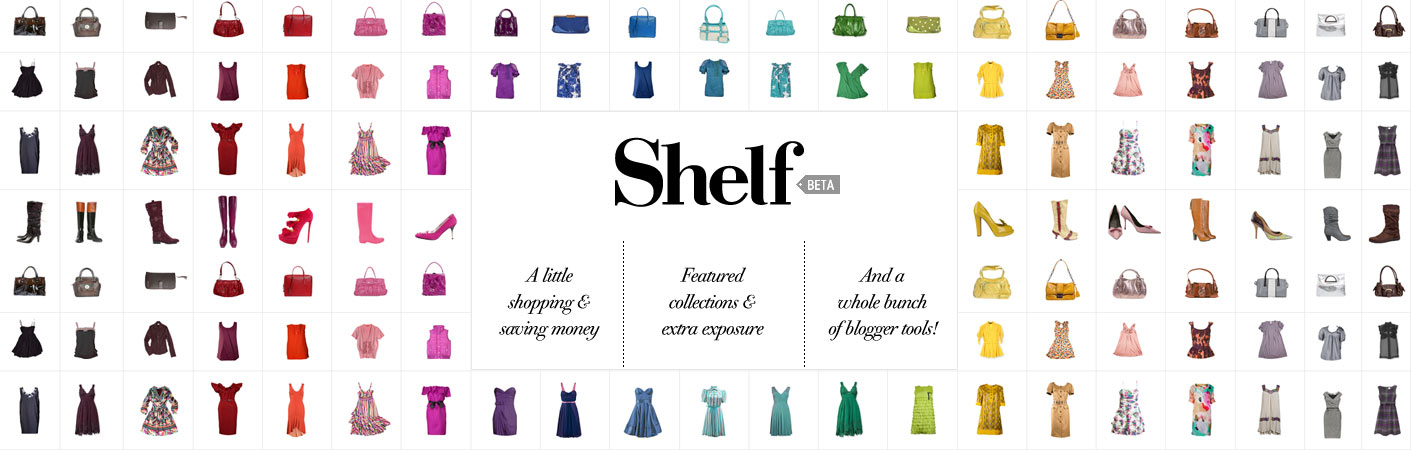 Shelf
BETA
A little
shopping &
saving money
Featured
collections &
extra exposure
And a
whole bunch
of blogger tools!